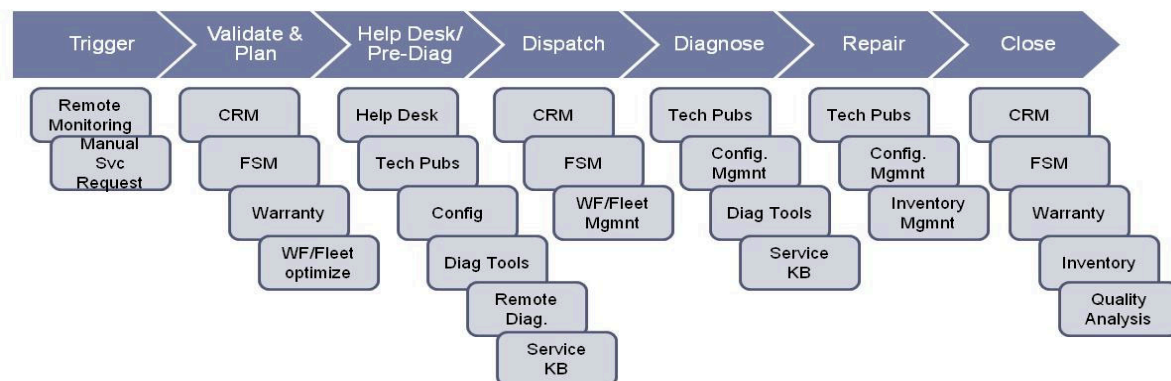 Trigger
Validate &
Plan
Help Desk/
Pre-Diag
Dispatch
Diagnose
Repair
Close
Remote
Monitoring
Manual
Svc
Request
CRM
FSM
Warranty
WF/Fleet
optimize
Help Desk
Tech Pubs
Config
Diag Tools
Remote
Diag.
Service
KB
CRM
FSM
WF/Fleet
Mgmnt
Tech Pubs
Config.
Mgmnt
Diag Tools
Service
KB
Tech Pubs
Config.
Mgmnt
Inventory
Mgmnt
CRM
FSM
Warranty
Inventory
Quality
Analysis